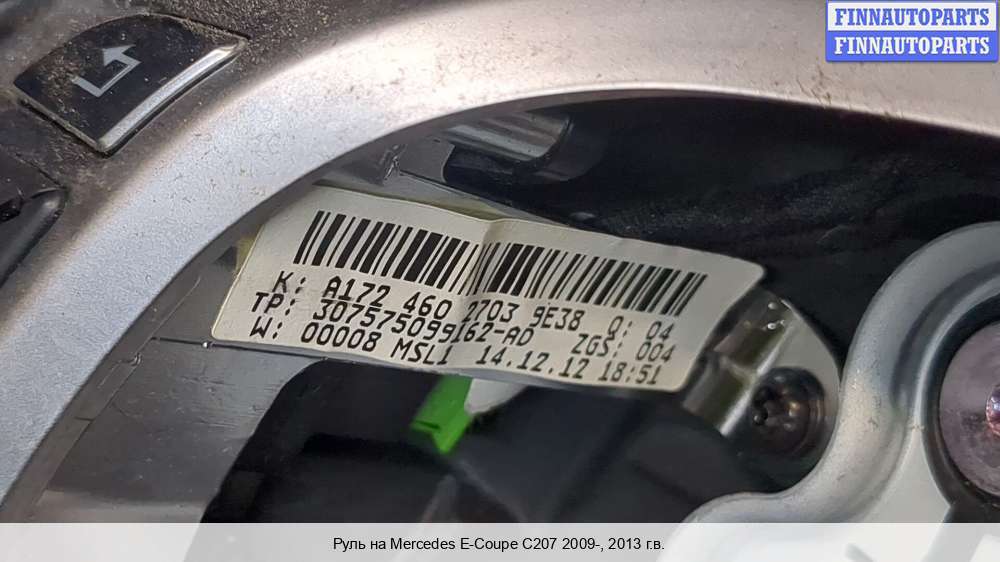 FINNAUTOPARTS
FINNAUTOPARTS
K: A172 460 2703 9E38 Q: 04
TP: 307575099162-AD ZGS: 004
W: 00008 MSL1 14.12.12 18:51
Руль на Mercedes E-Coupe C207 2009-, 2013 г.в.